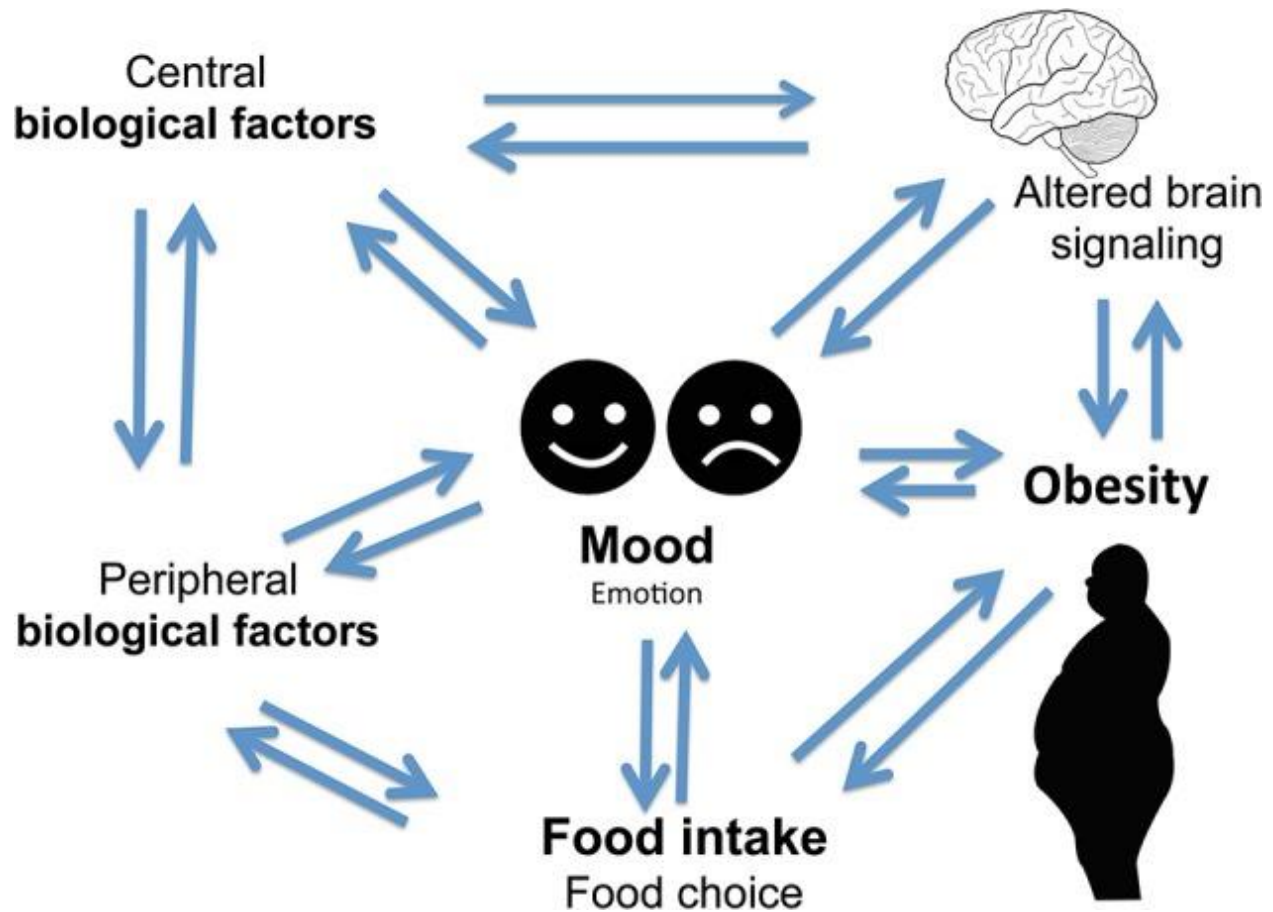 Central
biological factors
Altered brain
signaling
Obesity
Mood
Emotion
Peripheral
biological factors
Food intake
Food choice